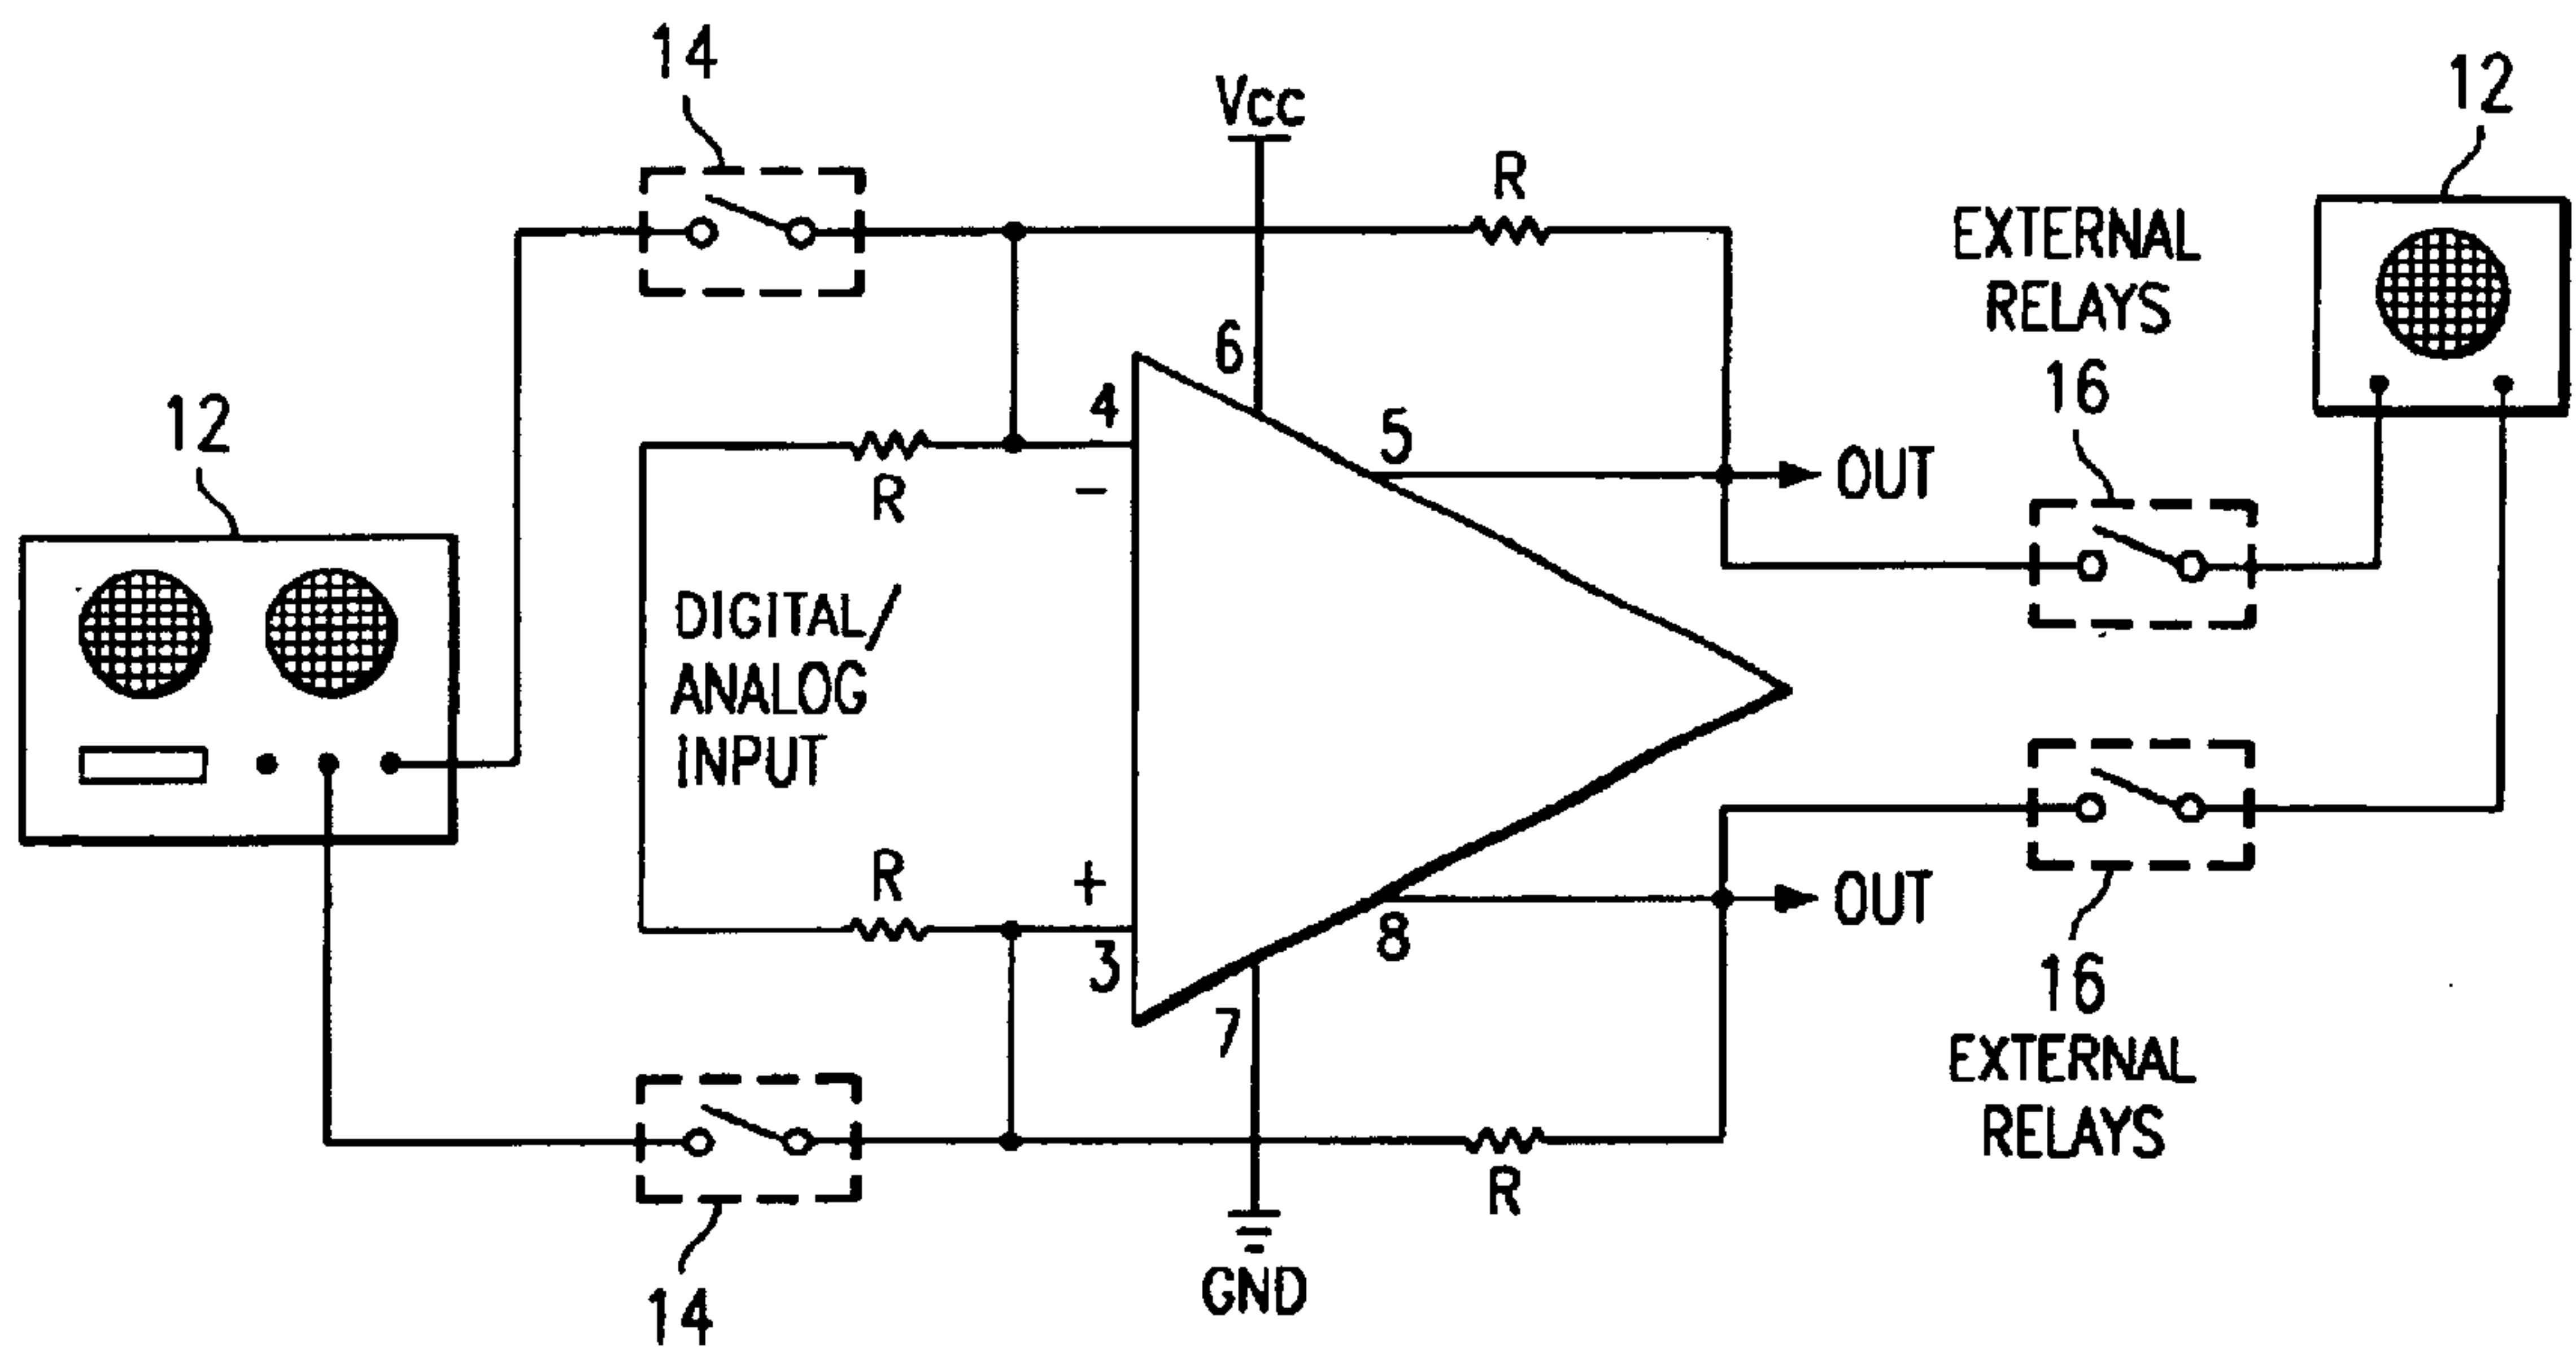 14
Vcc
12
R
EXTERNAL
RELAYS
6
16
12
4
5
OUT
R
-
DIGITAL/
ANALOG
INPUT
R
+
3
8
OUT
7
16
EXTERNAL
RELAYS
R
GND
14